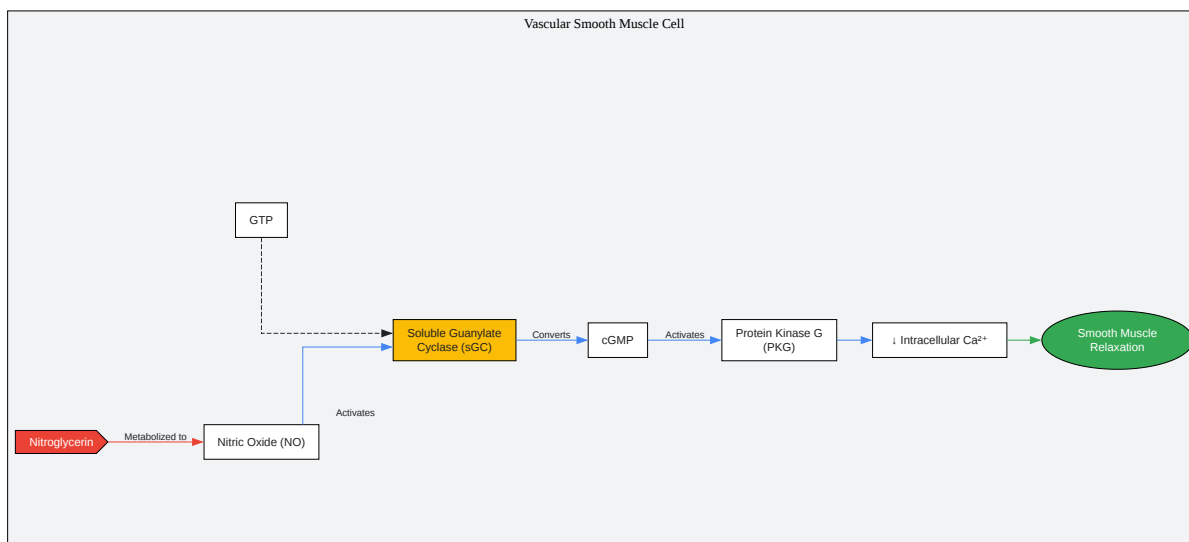 Vascular Smooth Muscle Cell
GTP
Soluble Guanylate
Cyclase (sGC)
Converts
cGMP
Activates
Protein Kinase G
(PKG)
↓ Intracellular Ca²⁺
Smooth Muscle
Relaxation
Activates
Nitroglycerin
Metabolized to
Nitric Oxide (NO)